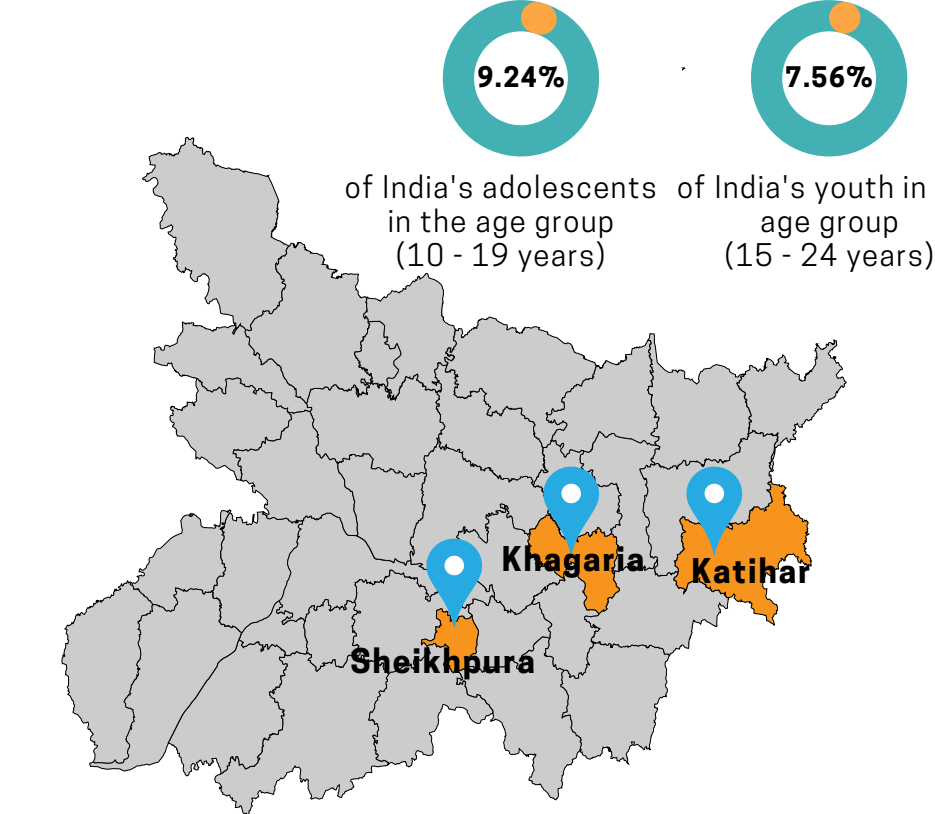 9.24%
of India's adolescents
in the age group
(10 - 19 years)
7.56%
of India's youth in
age group
(15 - 24 years)
Khagaria
Katihar
Sheikhpura